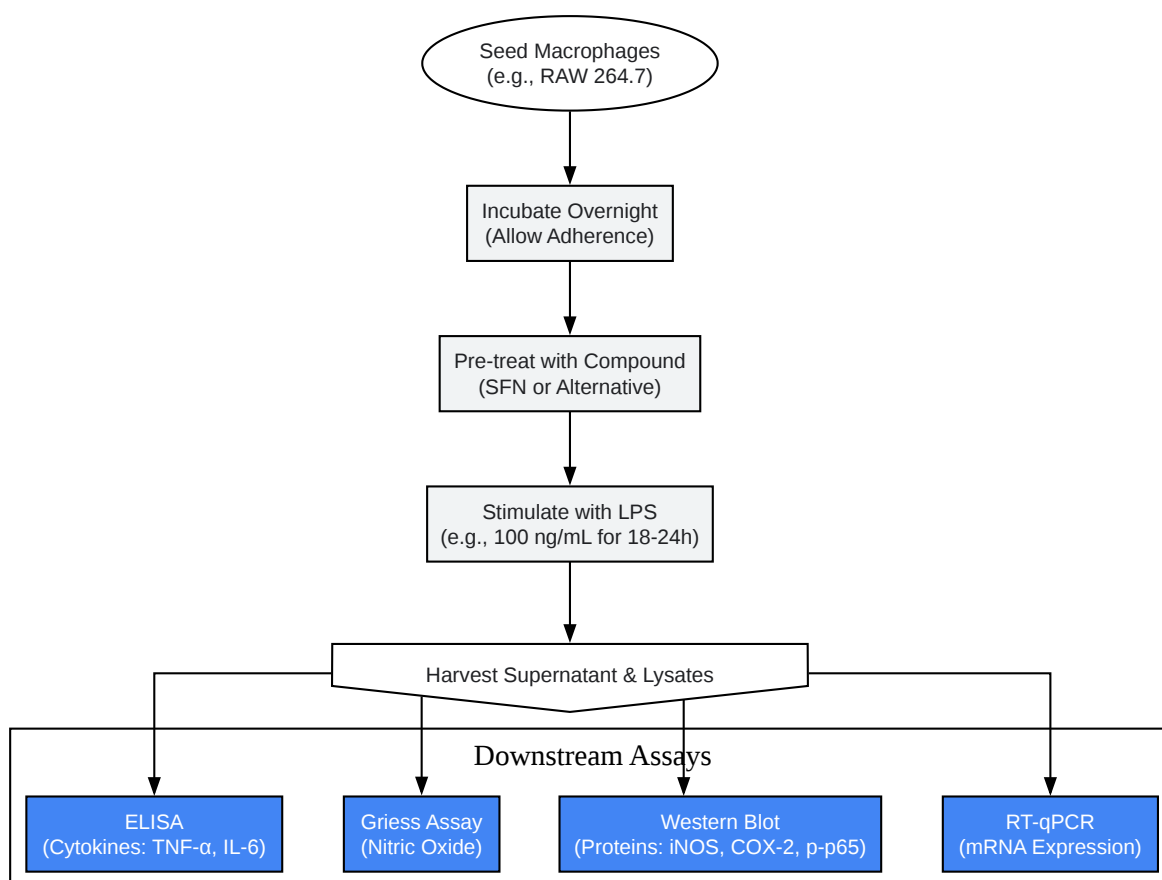 Seed Macrophages
(e.g., RAW 264.7)
Incubate Overnight
(Allow Adherence)
Pre-treat with Compound
(SFN or Alternative)
Stimulate with LPS
(e.g., 100 ng/mL for 18-24h)
Harvest Supernatant & Lysates
Downstream Assays
ELISA
(Cytokines: TNF-α, IL-6)
Griess Assay
(Nitric Oxide)
Western Blot
(Proteins: iNOS, COX-2, p-p65)
RT-qPCR
(mRNA Expression)